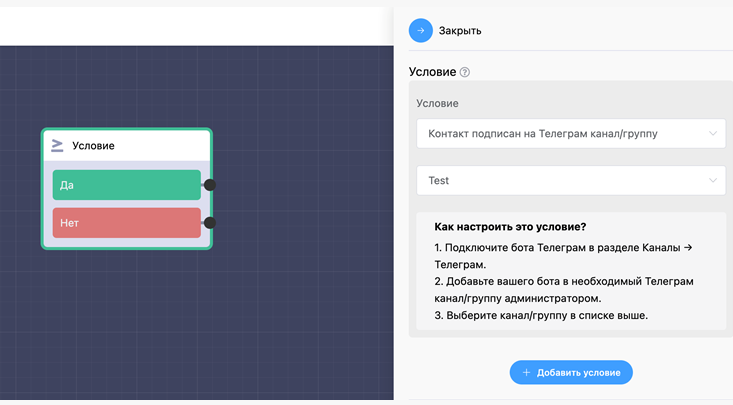 Закрыть
Условие
Условие
Контакт подписан на Телеграм канал/группу
Test
Условие
Да
Нет
Как настроить это условие?
1. Подключите бота Телеграм в разделе Каналы →
Телеграм.
2. Добавьте вашего бота в необходимый Телеграм
канал/группу администратором.
3. Выберите канал/группу в списке выше.
+ Добавить условие